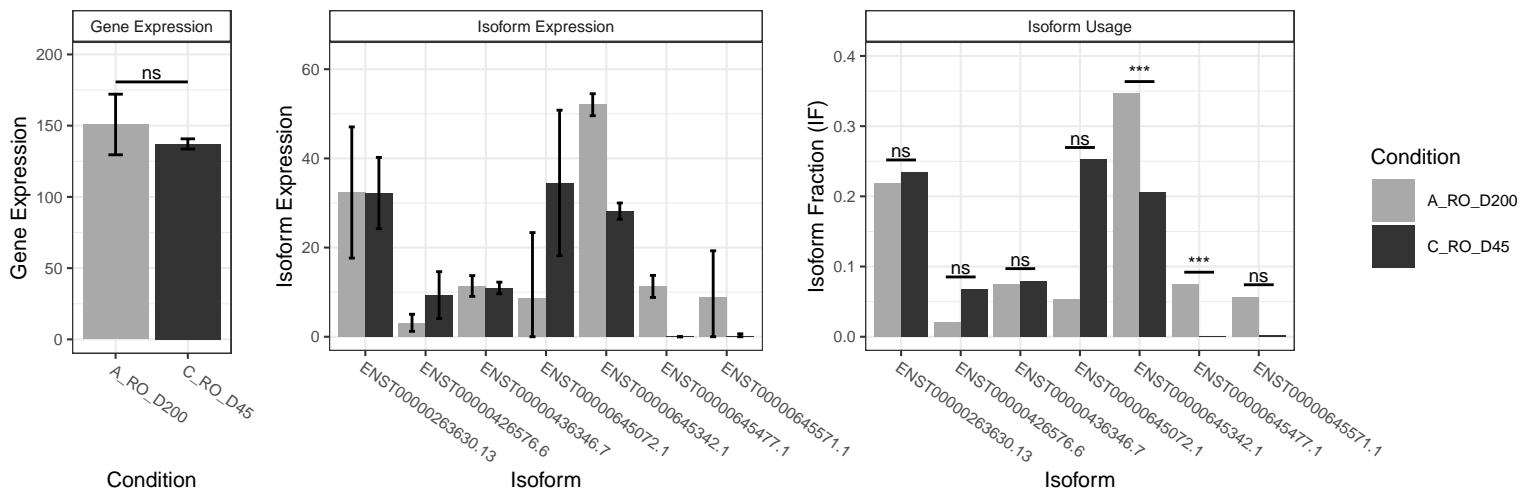 Gene Expression
Gene Expression
200
150
100
50
0
ns
A_RO_D200
C_RO_D45
Condition
Isoform Expression
Isoform Expression
60
40
20
0
ENST00000263630.13
ENST00000426576.6
ENST00000436346.7
ENST00000645072.1
ENST00000645342.1
ENST00000645477.1
ENST00000645571.1
Isoform
Isoform Usage
Isoform Fraction (IF)
0.4
0.3
0.2
0.1
0.0
ns
ns
ns
ns
***
***
ns
ENST00000263630.13
ENST00000426576.6
ENST00000436346.7
ENST00000645072.1
ENST00000645342.1
ENST00000645477.1
ENST00000645571.1
Isoform
Condition
A_RO_D200
C_RO_D45